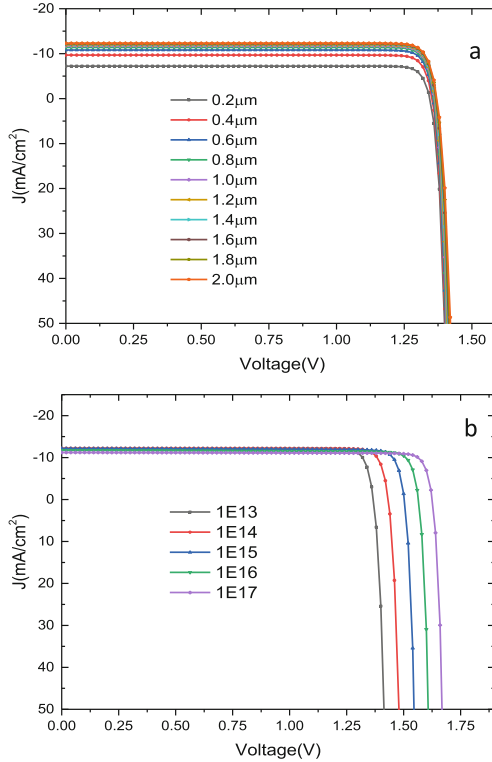 a
-20
-10
0
10
20
30
40
50
J(mA/cm²)
0.2μm
0.4μm
0.6μm
0.8μm
1.0μm
1.2μm
1.4μm
1.6μm
1.8μm
2.0μm
0.00 0.25 0.50 0.75 1.00 1.25 1.50
Voltage(V)
b
-20
-10
0
10
20
30
40
50
J(mA/cm²)
1E13
1E14
1E15
1E16
1E17
0.00 0.25 0.50 0.75 1.00 1.25 1.50 1.75
Voltage(V)